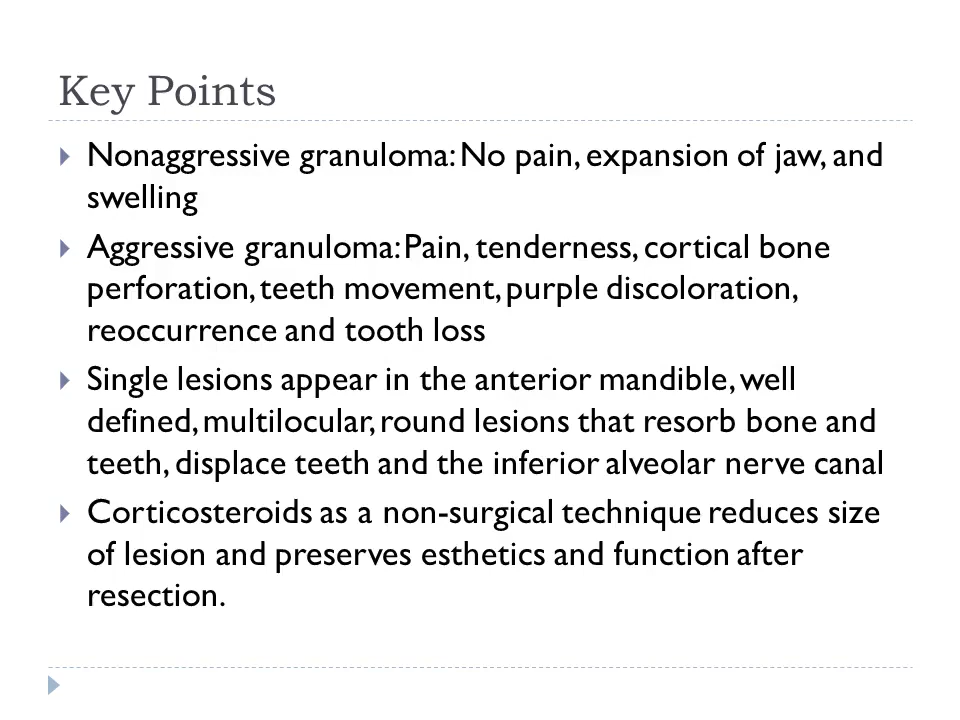 Key Points
Nonaggressive granuloma: No pain, expansion of jaw, and
swelling
Aggressive granuloma: Pain, tenderness, cortical bone
perforation, teeth movement, purple discoloration,
reoccurrence and tooth loss
Single lesions appear in the anterior mandible, well
defined, multilocular, round lesions that resorb bone and
teeth, displace teeth and the inferior alveolar nerve canal
Corticosteroids as a non-surgical technique reduces size
of lesion and preserves esthetics and function after
resection.